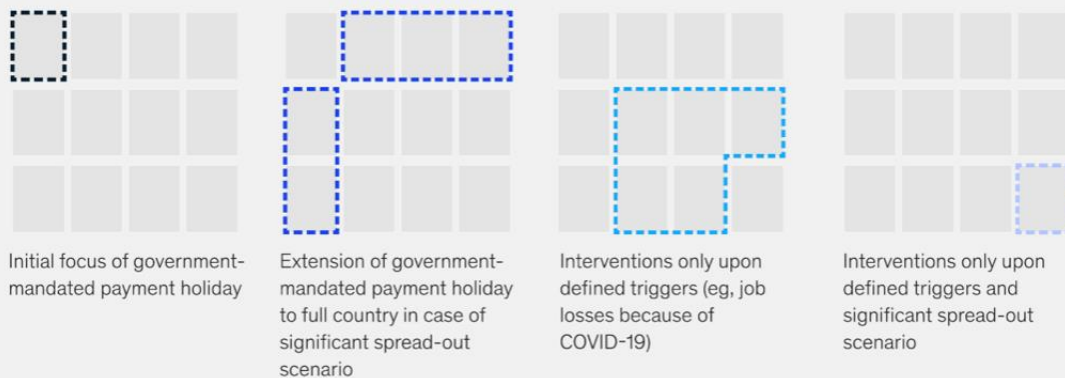 Initial focus of government-
mandated payment holiday
Extension of government-
mandated payment holiday
to full country in case of
significant spread-out
scenario
Interventions only upon
defined triggers (eg, job
losses because of
COVID-19)
Interventions only upon
defined triggers and
significant spread-out
scenario